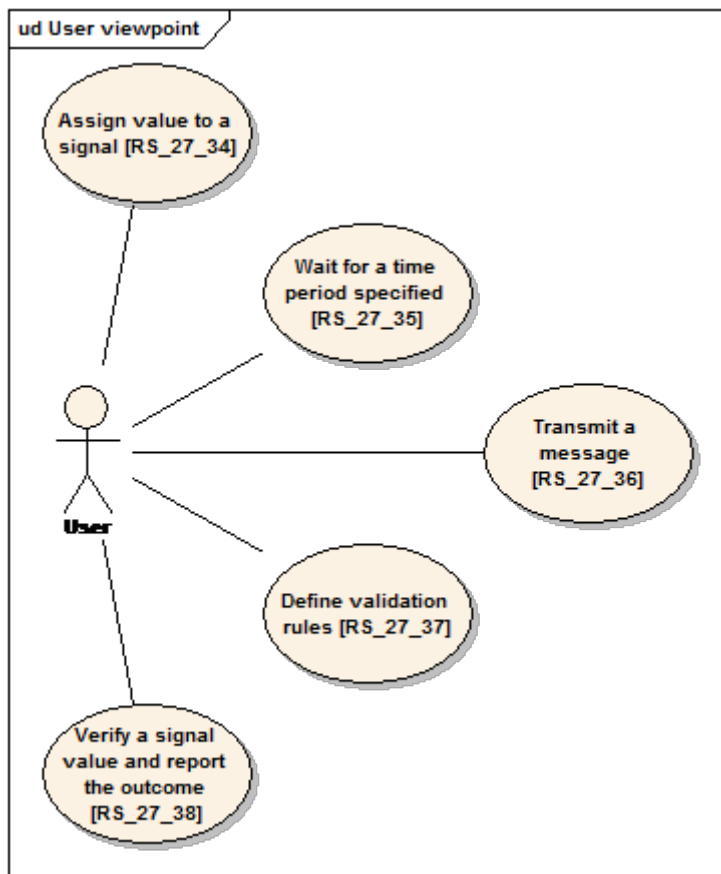 ud User viewpoint
Assign value to a
signal [RS_27_34]
Wait for a time
period specified
[RS_27_35]
Transmit a
message
[RS_27_36]
User
Define validation
rules [RS_27_37]
Verify a signal
value and report
the outcome
[RS_27_38]